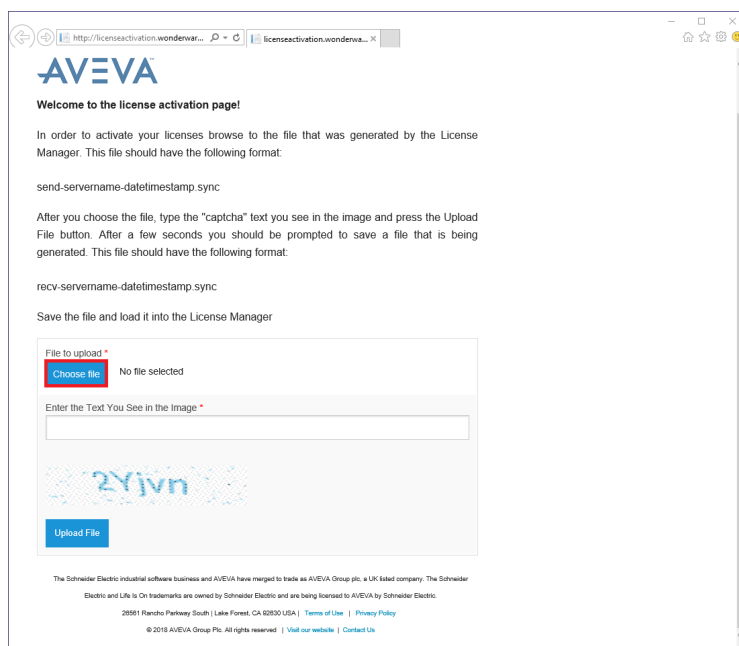 http://licenseactivation.wonderwar...
licenseactivation.wonderwa...
AVEVA
Welcome to the license activation page!
In order to activate your licenses browse to the file that was generated by the License
Manager. This file should have the following format:
send-servername-datetimestamp.sync
After you choose the file, type the "captcha" text you see in the image and press the Upload
File button. After a few seconds you should be prompted to save a file that is being
generated. This file should have the following format:
recv-servername-datetimestamp.sync
Save the file and load it into the License Manager
File to upload *
Choose file No file selected
Enter the Text You See in the Image *
2Yjvn
Upload File
The Schneider Electric industrial software business and AVEVA have merged to trade as AVEVA Group plc, a UK listed company. The Schneider
Electric and Life Is On trademarks are owned by Schneider Electric and are being licensed to AVEVA by Schneider Electric.
26561 Rancho Parkway South | Lake Forest, CA 92630 USA | Terms of Use | Privacy Policy
© 2018 AVEVA Group Plc. All rights reserved | Visit our website | Contact Us